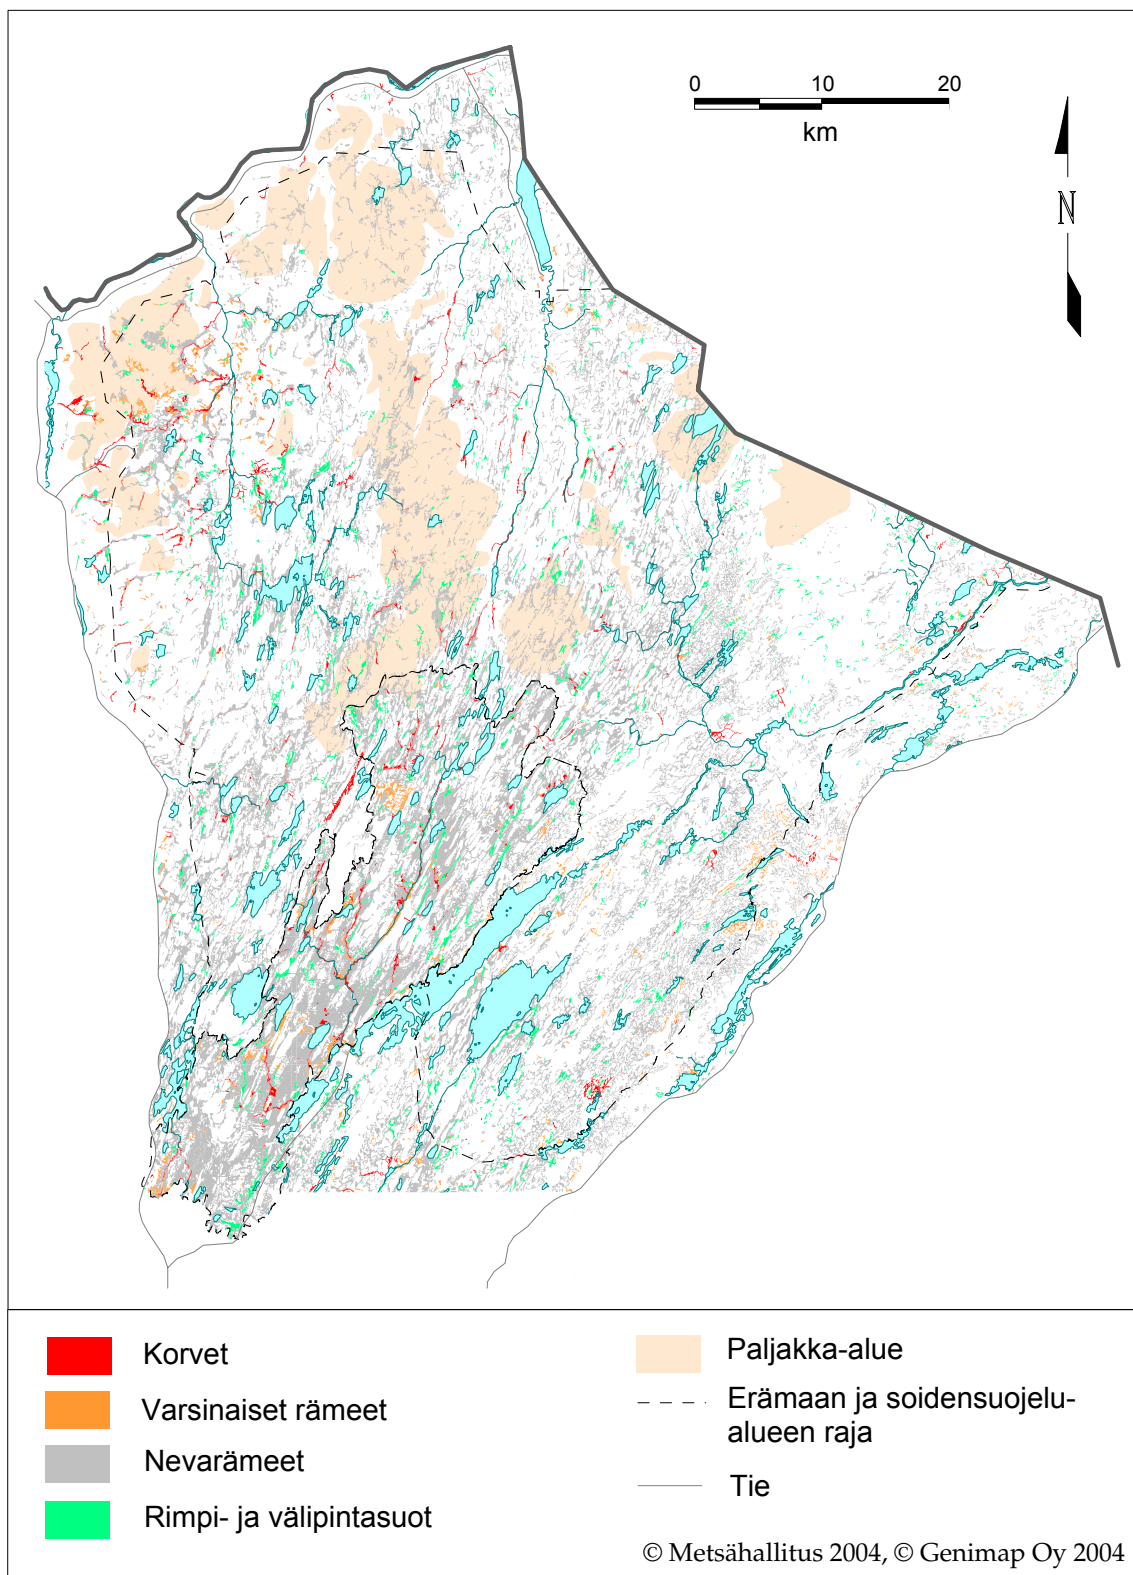 0 10 20
km
N
Korvet
Varsinaiset rämeet
Nevarämeet
Rimpi- ja välipintasuot
Paljakka-alue
Erämaan ja soidensuojelu-
alueen raja
Tie
© Metsähallitus 2004, © Genimap Oy 2004